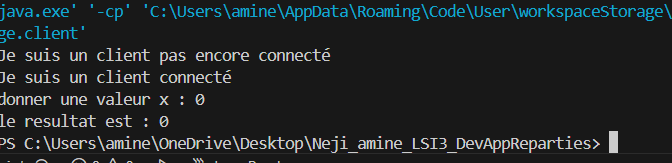 java.exe' '-cp' 'C:\Users\amine\AppData\Roaming\Code\User\workspaceStorage\
ge.client'
Je suis un client pas encore connecté
Je suis un client connecté
donner une valeur x : 0
le resultat est : 0
PS C:\Users\amine\OneDrive\Desktop\Neji_amine_LSI3_DevAppReparties>